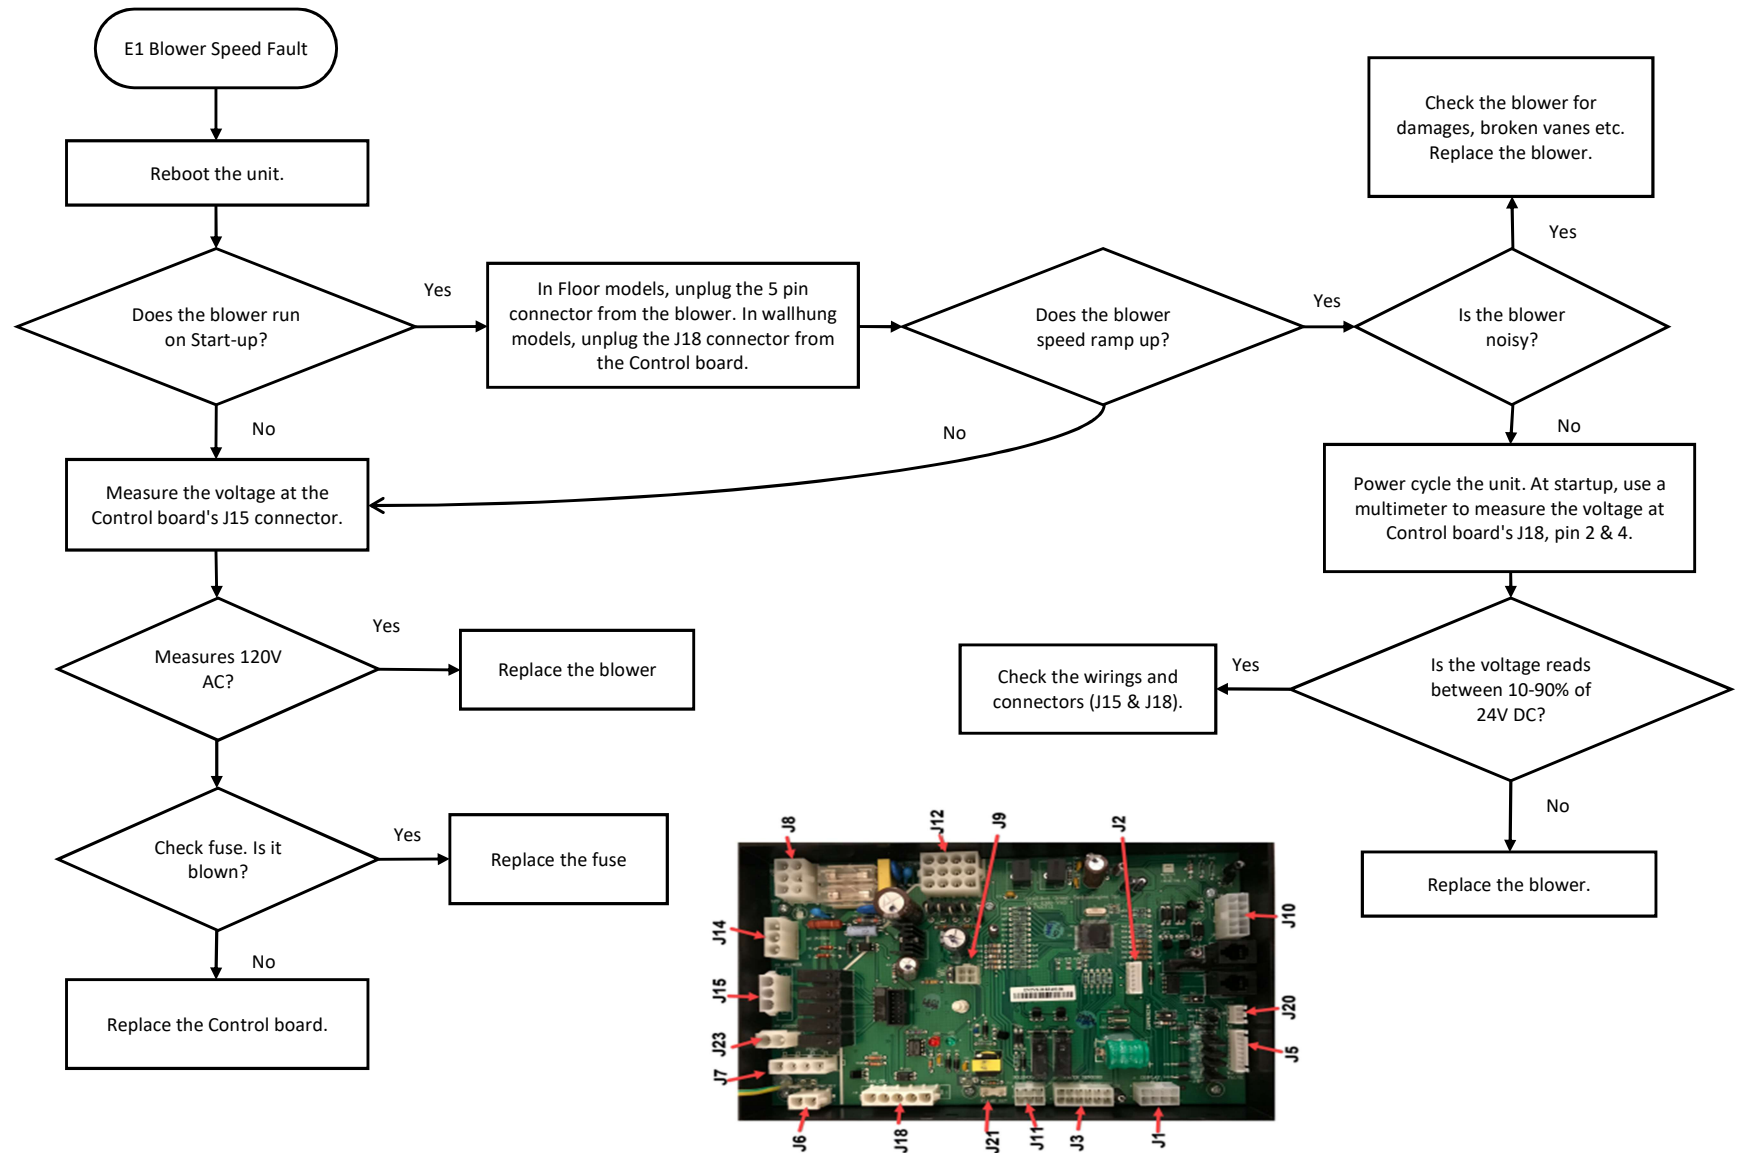 E1 Blower Speed Fault
Reboot the unit.
Does the blower run
on Start-up?
Yes
No
In Floor models, unplug the 5 pin
connector from the blower. In wallhung
models, unplug the J18 connector from
the Control board.
Does the blower
speed ramp up?
Yes
No
Is the blower
noisy?
Yes
Check the blower for
damages, broken vanes etc.
Replace the blower.
No
Power cycle the unit. At startup, use a
multimeter to measure the voltage at
Control board's J18, pin 2 & 4.
Is the voltage reads
between 10-90% of
24V DC?
Yes
Check the wirings and
connectors (J15 & J18).
No
Replace the blower.
Measure the voltage at the
Control board's J15 connector.
Measures 120V
AC?
Yes
Replace the blower
Check fuse. Is it
blown?
Yes
Replace the fuse
No
Replace the Control board.
J8
J12
J9
J2
J10
J14
J15
J23
J7
J6
J18
J21
J11
J3
J1
J20
J5